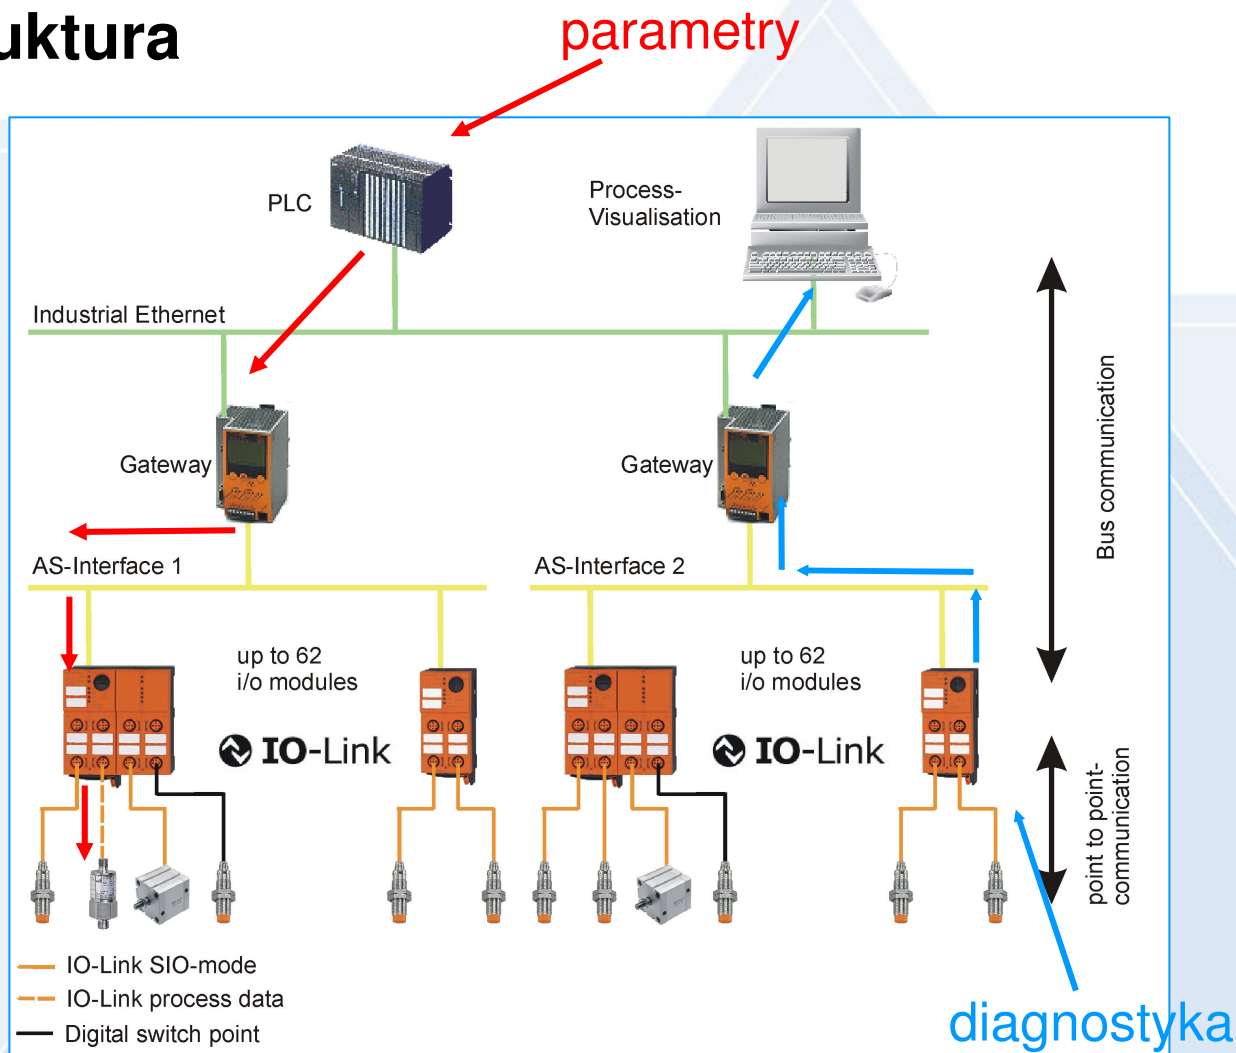 uktura
parametry
PLC
Process-
Visualisation
Industrial Ethernet
Gateway
Gateway
Bus communication
AS-Interface 1
AS-Interface 2
up to 62
i/o modules
up to 62
i/o modules
IO-Link
IO-Link
point to point-
communication
IO-Link SIO-mode
IO-Link process data
Digital switch point
diagnostyka